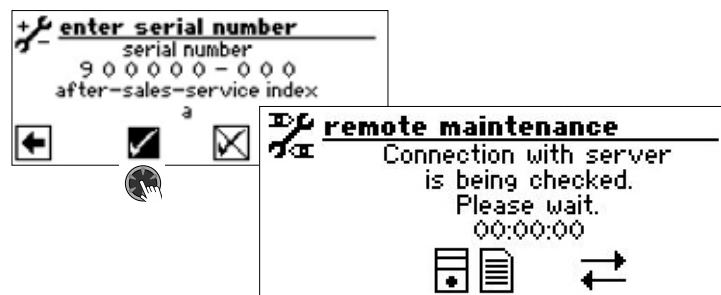 enter serial number
serial number
900000-000
after-sales-service index
a
remote maintenance
Connection with server
is being checked.
Please wait.
00:00:00